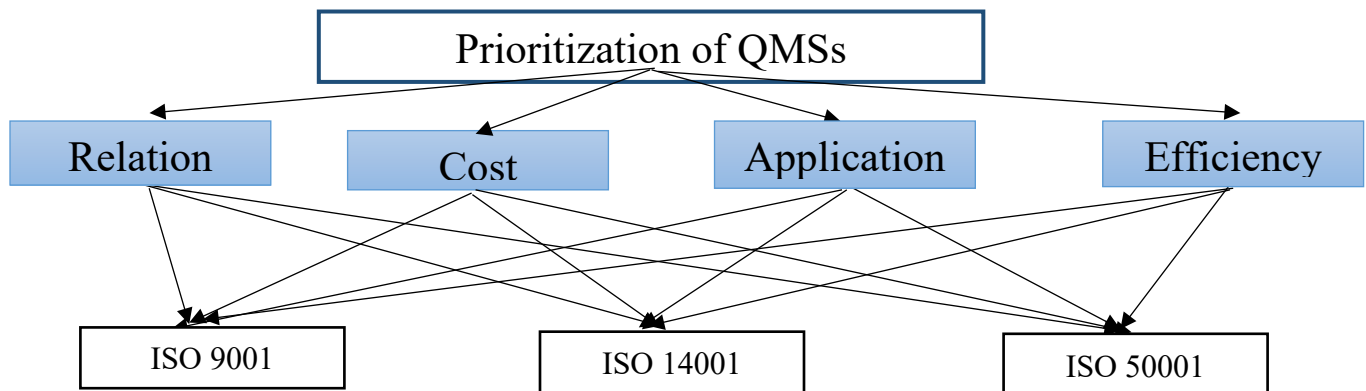 Prioritization of QMSs
Relation
Cost
Application
Efficiency
ISO 9001
ISO 14001
ISO 50001